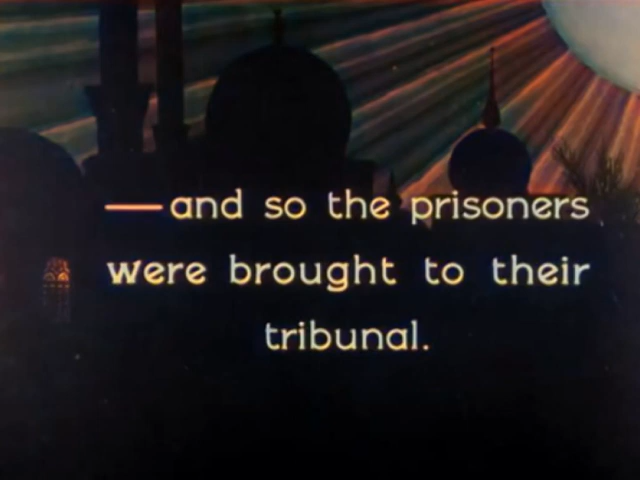 —and so the prisoners
were brought to their
tribunal.